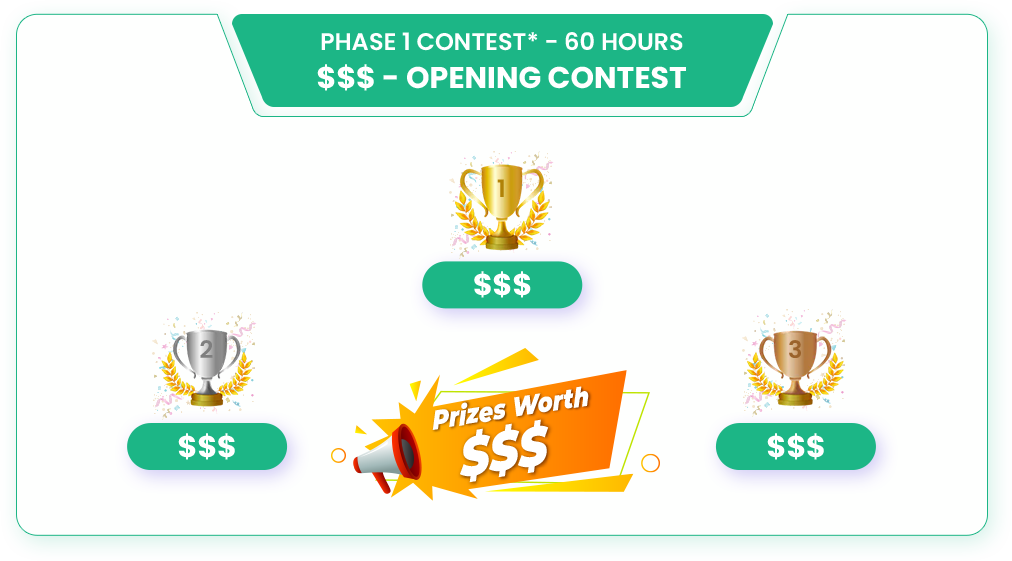 PHASE 1 CONTEST* - 60 HOURS
$$$ - OPENING CONTEST
1
$$$
2
$$$
3
$$$
Prizes Worth
$$$